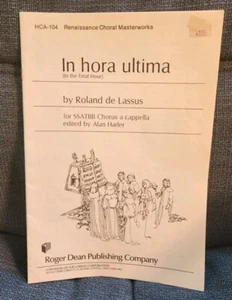 HCA-104 Renaissance Choral Masterworks
In hora ultima
(In the Final Hour)
by Roland de Lassus
for SSATBB Chorus a cappella
edited by Alan Harler
Roger Dean Publishing Company